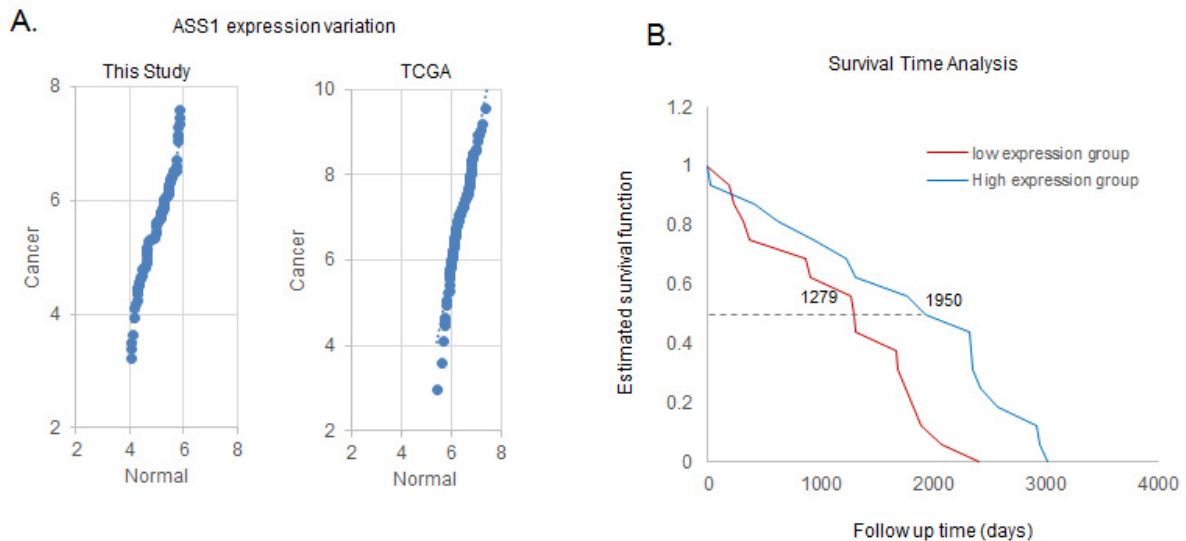 A.
ASS1 expression variation
This Study
8
6
4
2
Cancer
2 4 6 8
Normal
TCGA
10
8
6
4
2
Cancer
2 4 6 8
Normal
B.
Survival Time Analysis
1.2
1
0.8
0.6
0.4
0.2
0
Estimated survival function
low expression group
High expression group
1279
1950
0 1000 2000 3000 4000
Follow up time (days)